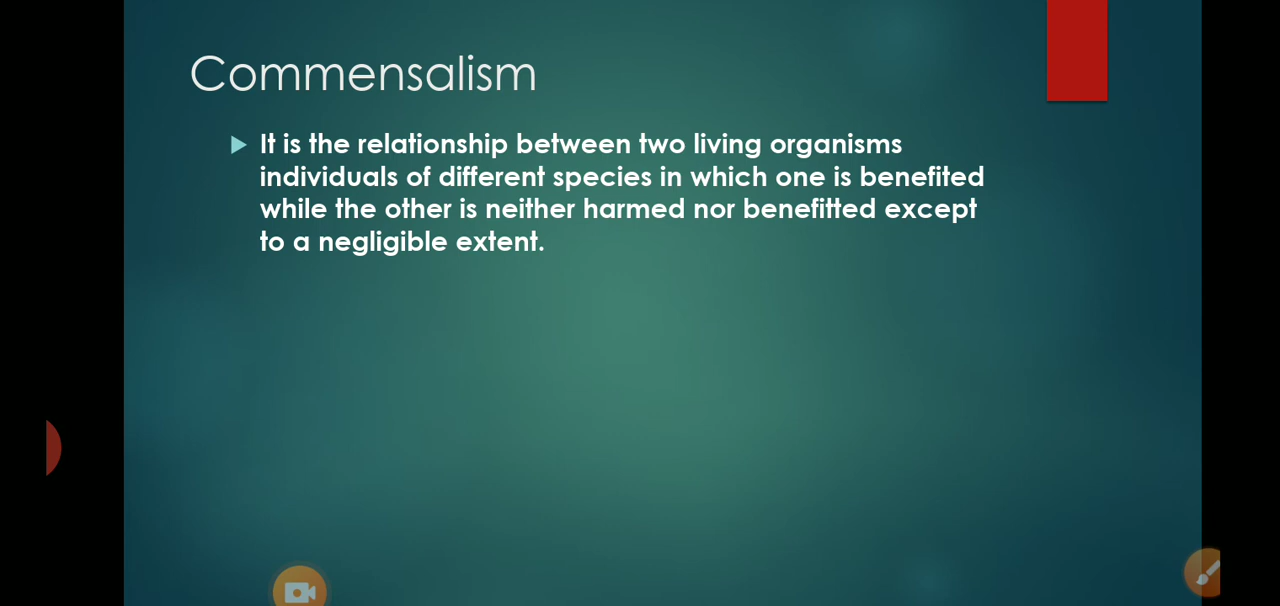 Commensalism
It is the relationship between two living organisms
individuals of different species in which one is benefited
while the other is neither harmed nor benefitted except
to a negligible extent.